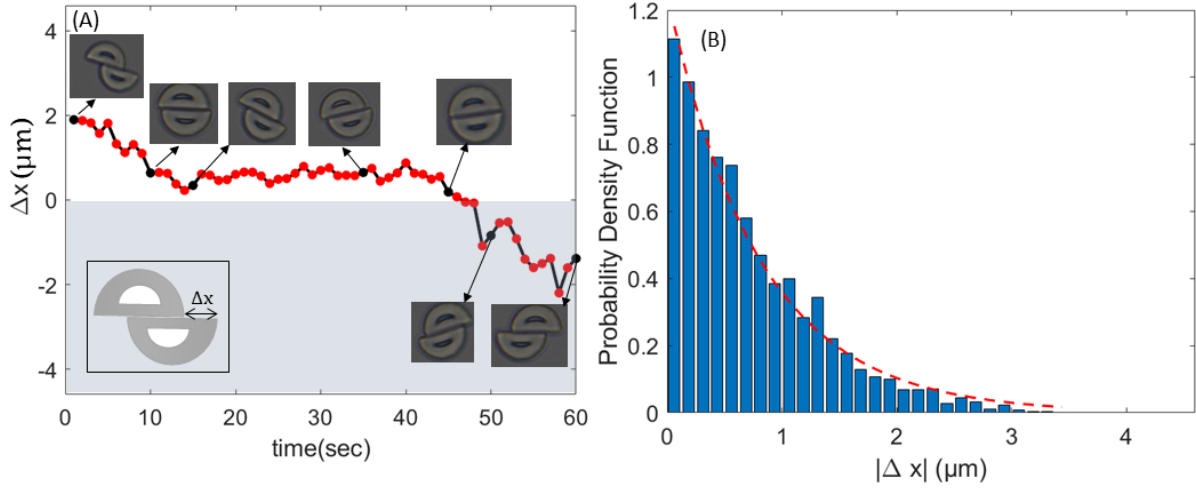 (A)
4
2
0
-2
-4
Δx (μm)
Δx
0 10 20 30 40 50 60
time(sec)
(B)
1.2
1
0.8
0.6
0.4
0.2
0
Probability Density Function
0 1 2 3 4
|Δ x| (μm)